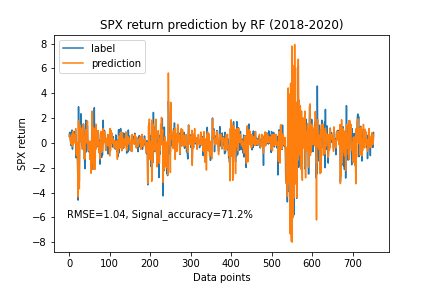 SPX return prediction by RF (2018-2020)
label
prediction
8
6
4
2
0
−2
−4
−6
−8
SPX return
RMSE=1.04, Signal_accuracy=71.2%
0 100 200 300 400 500 600 700
Data points